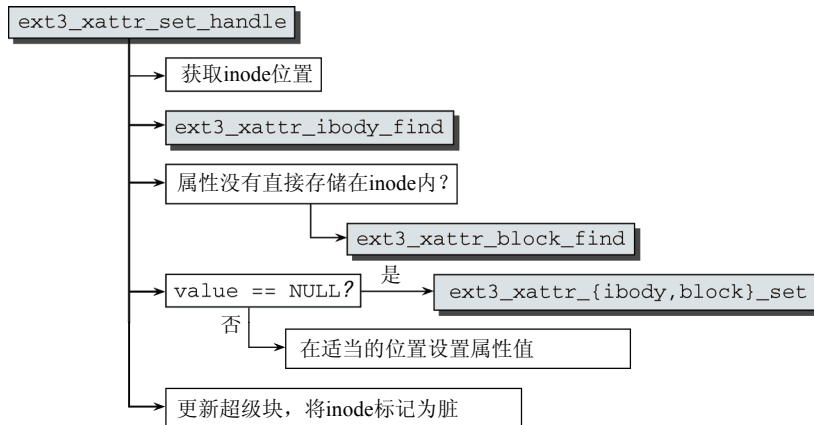 ext3_xattr_set_handle
获取inode位置
ext3_xattr_ibody_find
属性没有直接存储在inode内？
ext3_xattr_block_find
value == NULL?
是
ext3_xattr_{ibody,block}_set
否
在适当的位置设置属性值
更新超级块，将inode标记为脏